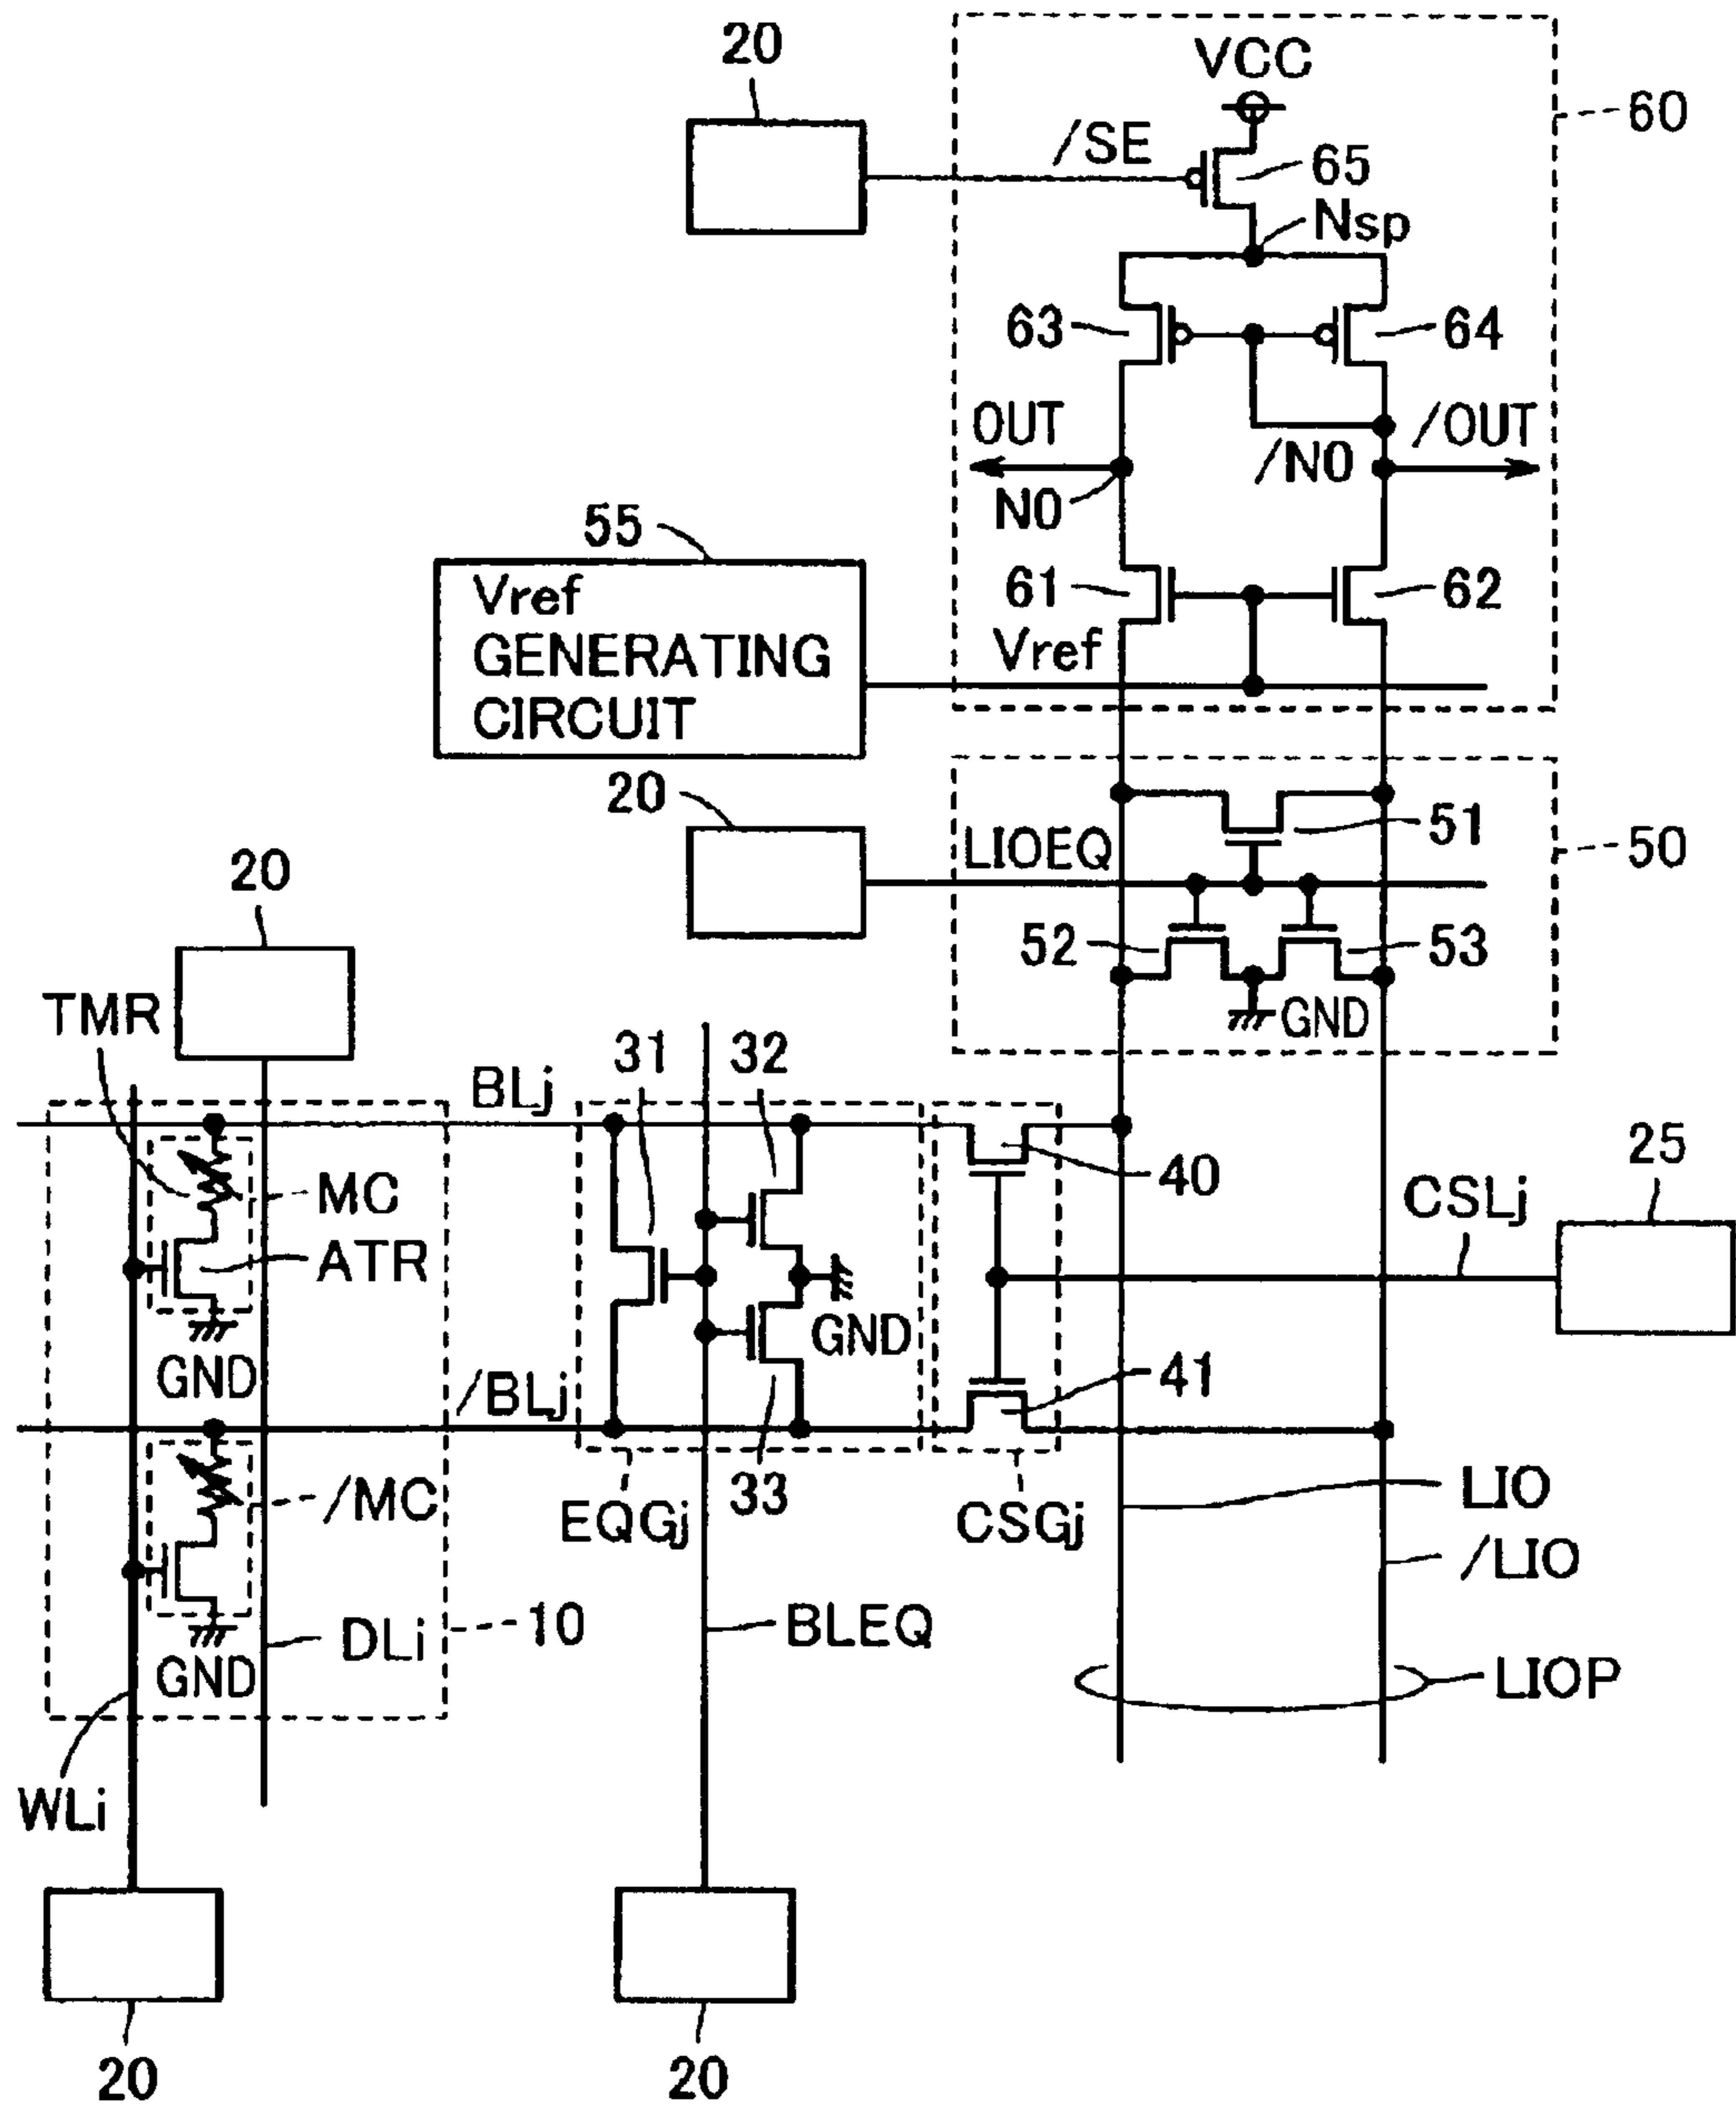 20
VCC
60
/SE
65
Nsp
63
64
OUT
/OUT
/N0
N0
55
Vref
GENERATING
CIRCUIT
61
62
Vref
20
51
LIOEQ
50
20
52
53
TMR
GND
31
32
BLj
25
MC
40
CSLj
ATR
GND
GND
/BLj
41
/MC
EQGj
33
CSGj
LIO
/LIO
DLi
10
BLEQ
GND
LIOP
WLi
20
20